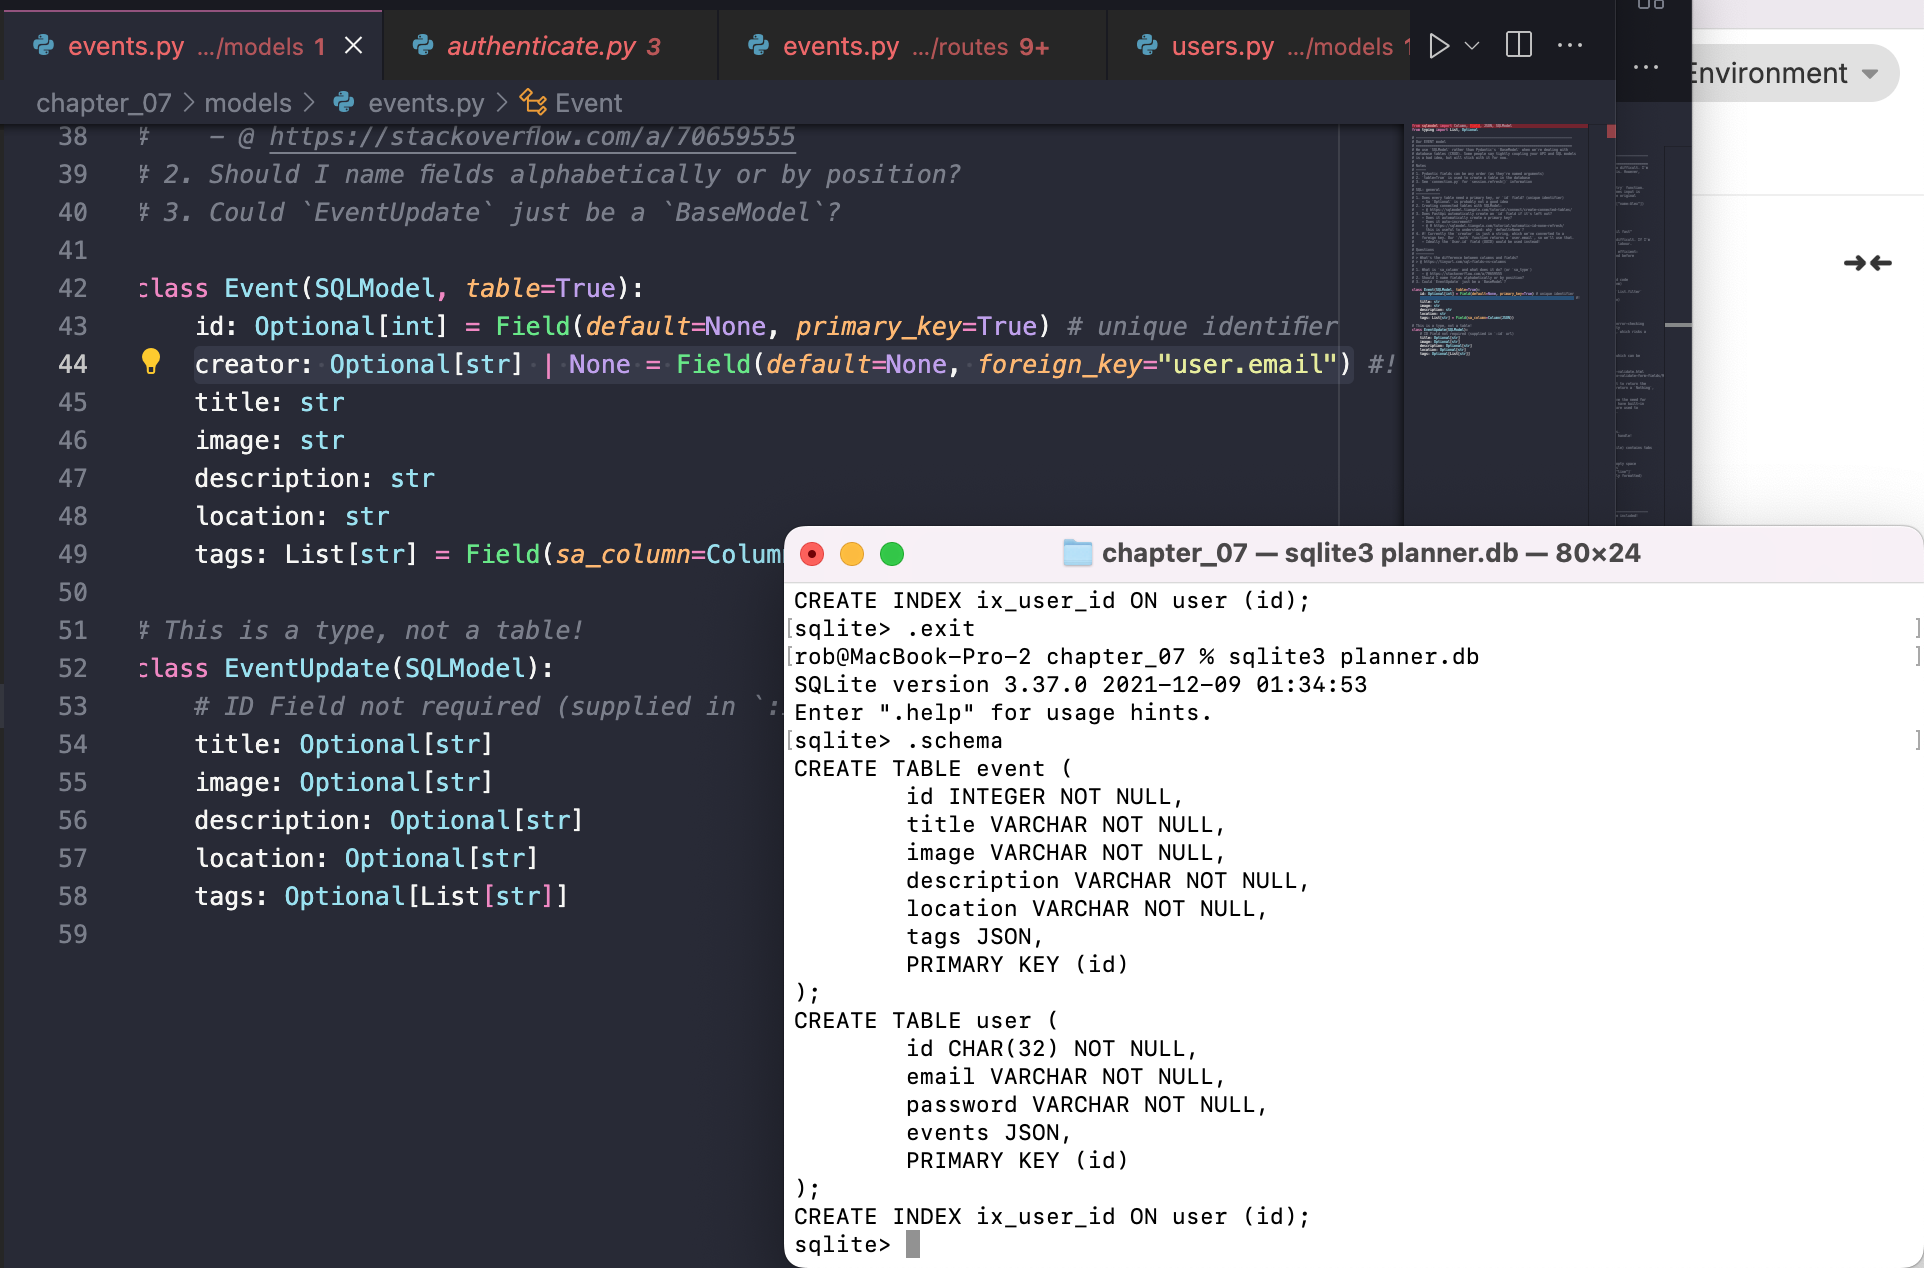 events.py .../models 1
authenticate.py 3
events.py .../routes 9+
users.py .../models
Environment
chapter_07 > models > events.py > Event
38 # - @ https://stackoverflow.com/a/70659555
39 # 2. Should I name fields alphabetically or by position?
40 # 3. Could `EventUpdate` just be a `BaseModel`?
41
42 class Event(SQLModel, table=True):
43 id: Optional[int] = Field(default=None, primary_key=True) # unique identifier
44 creator: Optional[str] | None = Field(default=None, foreign_key="user.email") #!
45 title: str
46 image: str
47 description: str
48 location: str
49 tags: List[str] = Field(sa_column=Column
50
51 # This is a type, not a table!
52 class EventUpdate(SQLModel):
53 # ID Field not required (supplied in `:
54 title: Optional[str]
55 image: Optional[str]
56 description: Optional[str]
57 location: Optional[str]
58 tags: Optional[List[str]]
59
chapter_07 — sqlite3 planner.db — 80×24
CREATE INDEX ix_user_id ON user (id);
[sqlite> .exit ]
[rob@MacBook-Pro-2 chapter_07 % sqlite3 planner.db ]
SQLite version 3.37.0 2021-12-09 01:34:53
Enter ".help" for usage hints.
[sqlite> .schema ]
CREATE TABLE event (
id INTEGER NOT NULL,
title VARCHAR NOT NULL,
image VARCHAR NOT NULL,
description VARCHAR NOT NULL,
location VARCHAR NOT NULL,
tags JSON,
PRIMARY KEY (id)
);
CREATE TABLE user (
id CHAR(32) NOT NULL,
email VARCHAR NOT NULL,
password VARCHAR NOT NULL,
events JSON,
PRIMARY KEY (id)
);
CREATE INDEX ix_user_id ON user (id);
sqlite>